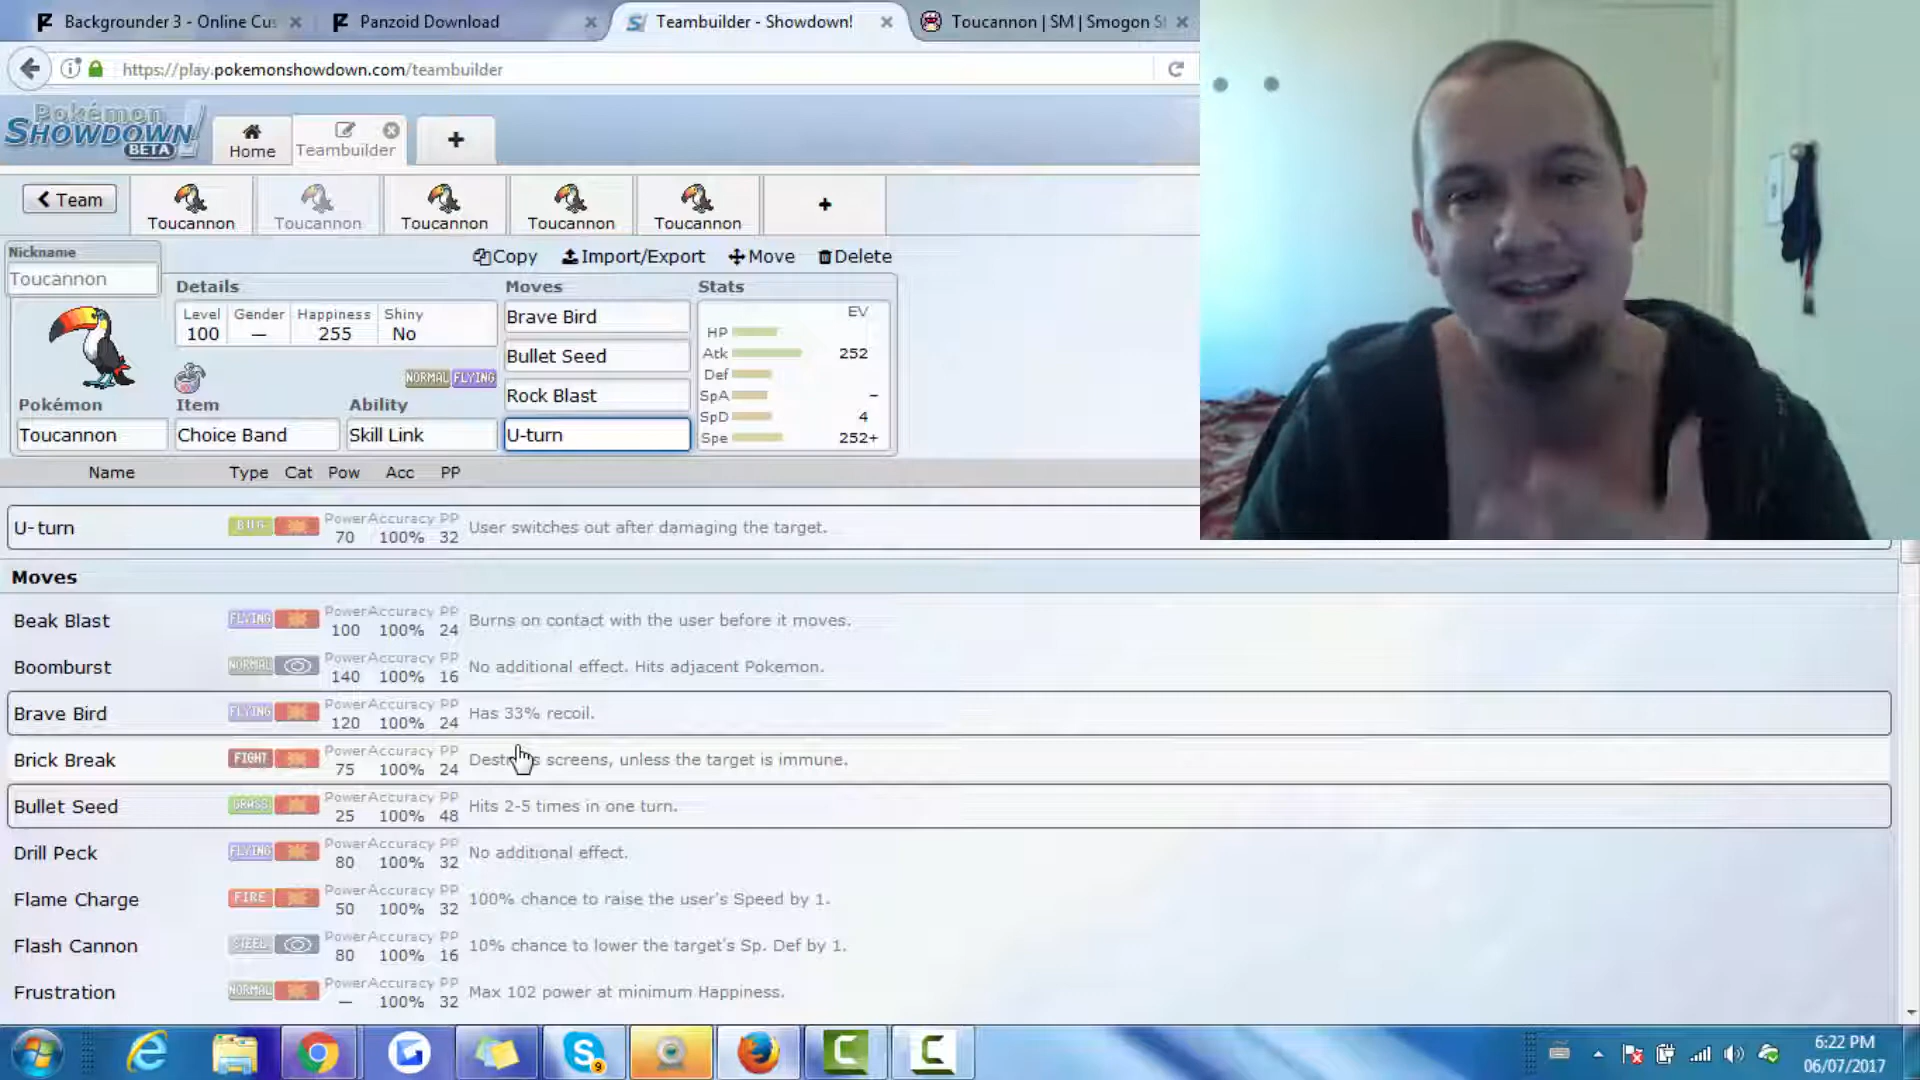 Backgrounder 3 - Online Cus
Panzoid Download
Teambuilder - Showdown!
Toucannon | SM | Smogon S
https://play.pokemonshowdown.com/teambuilder
Pokémon
SHOWDOWN!
BETA
Home
Teambuilder
Team
Toucannon
Toucannon
Toucannon
Toucannon
Toucannon
Nickname
Toucannon
Copy
Import/Export
Move
Delete
Details
Moves
Stats
Level
Gender
Happiness
Shiny
100
—
255
No
NORMAL FLYING
Pokémon
Item
Ability
Toucannon
Choice Band
Skill Link
Brave Bird
Bullet Seed
Rock Blast
U-turn
EV
HP
Atk 252
Def
SpA –
SpD 4
Spe 252+
Name Type Cat Pow Acc PP
U-turn BUG Power 70 Accuracy 100% PP 32 User switches out after damaging the target.
Moves
Beak Blast FLYING Power 100 Accuracy 100% PP 24 Burns on contact with the user before it moves.
Boomburst NORMAL Power 140 Accuracy 100% PP 16 No additional effect. Hits adjacent Pokemon.
Brave Bird FLYING Power 120 Accuracy 100% PP 24 Has 33% recoil.
Brick Break FIGHT Power 75 Accuracy 100% PP 24 screens, unless the target is immune.
Bullet Seed GRASS Power 25 Accuracy 100% PP 48 Hits 2-5 times in one turn.
Drill Peck FLYING Power 80 Accuracy 100% PP 32 No additional effect.
Flame Charge FIRE Power 50 Accuracy 100% PP 32 100% chance to raise the user's Speed by 1.
Flash Cannon STEEL Power 80 Accuracy 100% PP 16 10% chance to lower the target's Sp. Def by 1.
Frustration NORMAL Power — Accuracy 100% PP 32 Max 102 power at minimum Happiness.
9
6:22 PM
06/07/2017